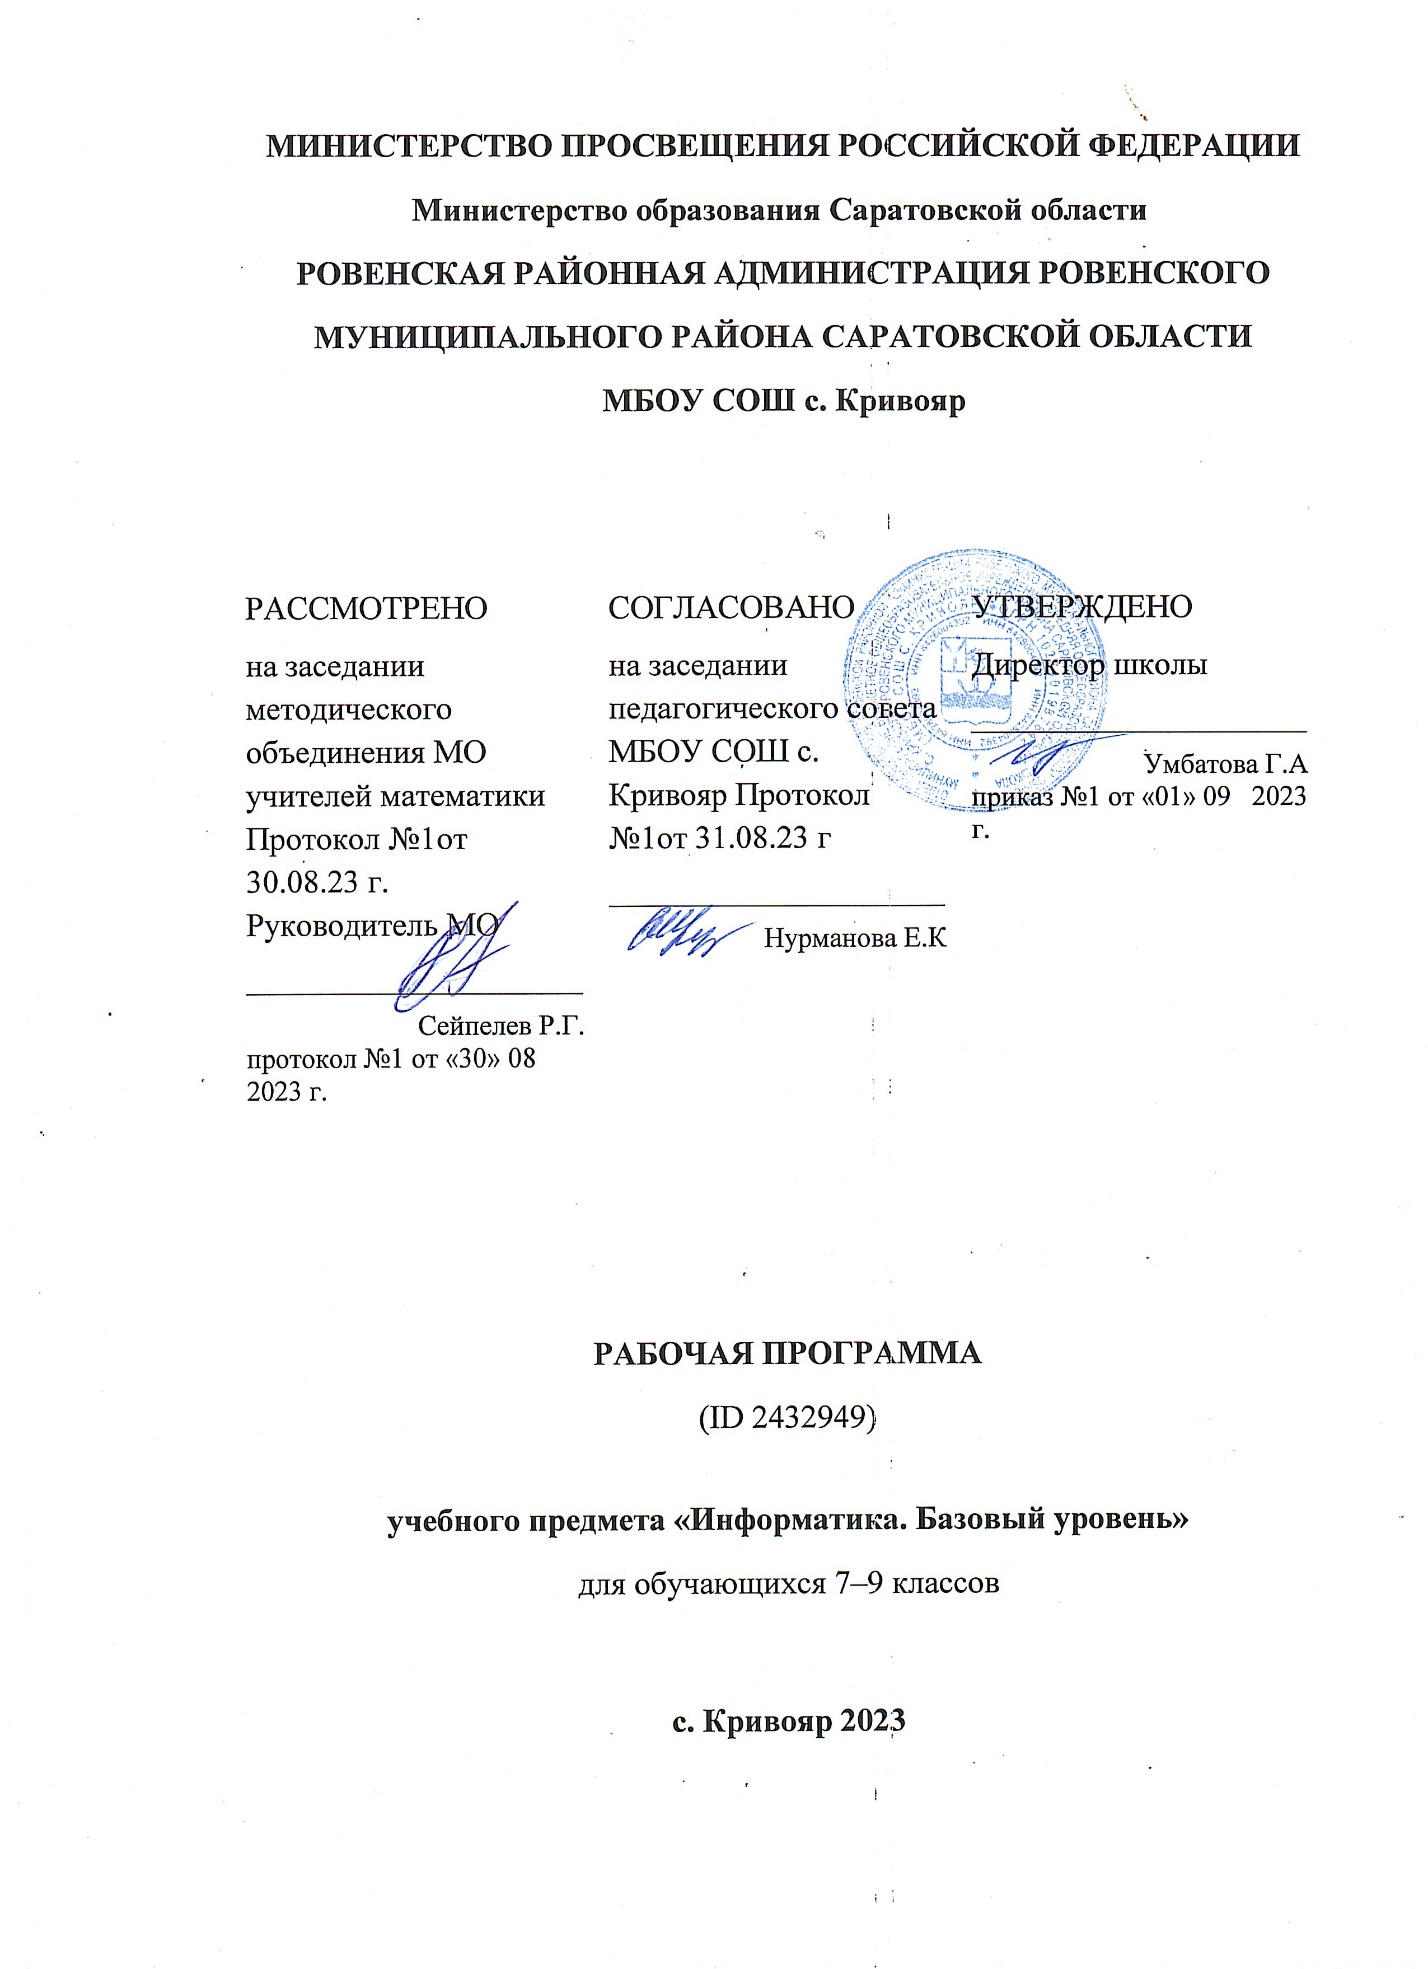 МИНИСТЕРСТВО ПРОСВЕЩЕНИЯ РОССИЙСКОЙ ФЕДЕРАЦИИ
Министерство образования Саратовской области
РОВЕНСКАЯ РАЙОННАЯ АДМИНИСТРАЦИЯ РОВЕНСКОГО
МУНИЦИПАЛЬНОГО РАЙОНА САРАТОВСКОЙ ОБЛАСТИ
МБОУ СОШ с. Кривояр
РАССМОТРЕНО
на заседании
методического
объединения МО
учителей математики
Протокол №1от
30.08.23 г.
Руководитель МО
Сейпелев Р.Г.
протокол №1 от «30» 08
2023 г.
СОГЛАСОВАНО
на заседании
педагогического совета
МБОУ СОШ с.
Кривояр Протокол
№1от 31.08.23 г
Нурманова Е.К
УТВЕРЖДЕНО
Директор школы
Умбатова Г.А
приказ №1 от «01» 09 2023
г.
РАБОЧАЯ ПРОГРАММА
(ID 2432949)
учебного предмета «Информатика. Базовый уровень»
для обучающихся 7–9 классов
с. Кривояр 2023